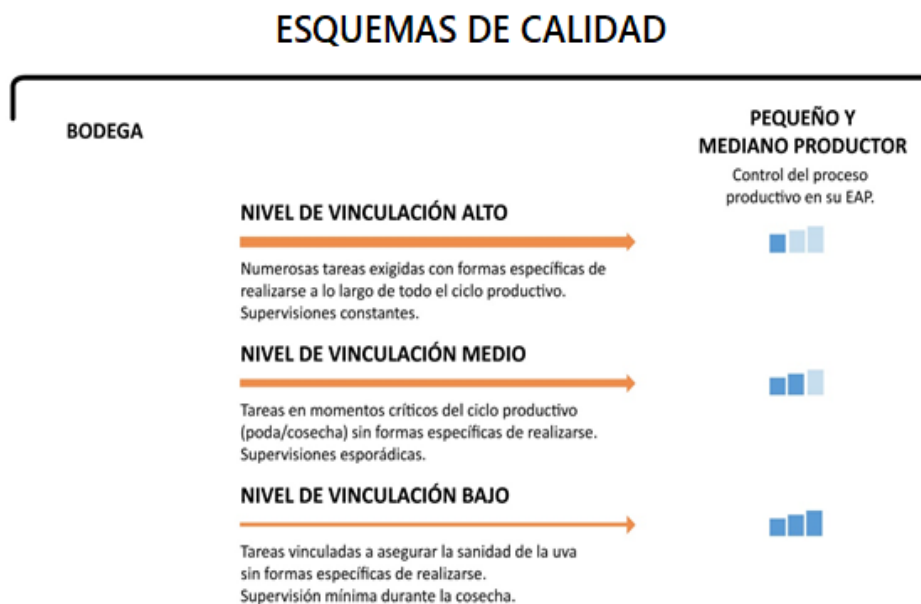 ESQUEMAS DE CALIDAD
BODEGA
PEQUEÑO Y
MEDIANO PRODUCTOR
Control del proceso
productivo en su EAP.
NIVEL DE VINCULACIÓN ALTO
Numerosas tareas exigidas con formas específicas de
realizarse a lo largo de todo el ciclo productivo.
Supervisiones constantes.
NIVEL DE VINCULACIÓN MEDIO
Tareas en momentos críticos del ciclo productivo
(poda/cosecha) sin formas específicas de realizarse.
Supervisiones esporádicas.
NIVEL DE VINCULACIÓN BAJO
Tareas vinculadas a asegurar la sanidad de la uva
sin formas específicas de realizarse.
Supervisión mínima durante la cosecha.